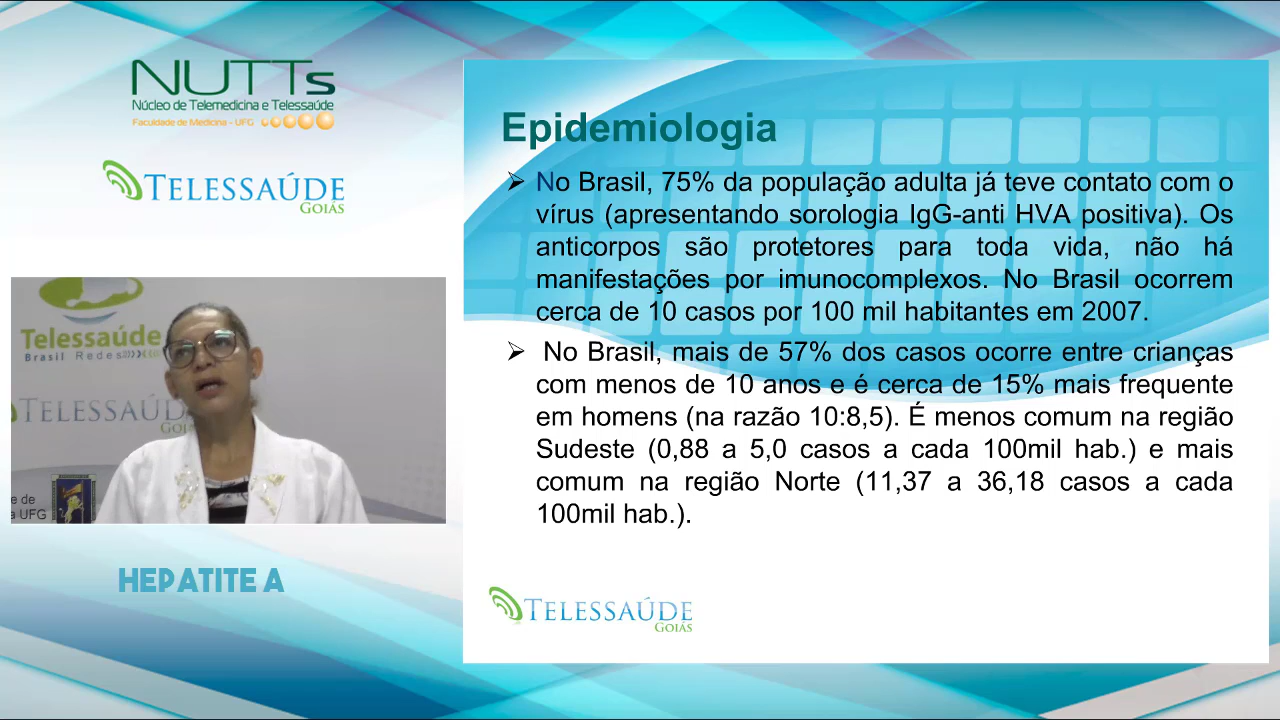 NUTTs
Núcleo de Telemedicina e Telessaúde
Faculdade de Medicina - UFG
TELESSAÚDE
GOIÁS
Telessaúde
Brasil Redes
TELESSAÚD
GOI
e de
a UFG
HEPATITE A
Epidemiologia
➢ No Brasil, 75% da população adulta já teve contato com o
vírus (apresentando sorologia IgG-anti HVA positiva). Os
anticorpos são protetores para toda vida, não há
manifestações por imunocomplexos. No Brasil ocorrem
cerca de 10 casos por 100 mil habitantes em 2007.
➢ No Brasil, mais de 57% dos casos ocorre entre crianças
com menos de 10 anos e é cerca de 15% mais frequente
em homens (na razão 10:8,5). É menos comum na região
Sudeste (0,88 a 5,0 casos a cada 100mil hab.) e mais
comum na região Norte (11,37 a 36,18 casos a cada
100mil hab.).
TELESSAÚDE
GOIÁS